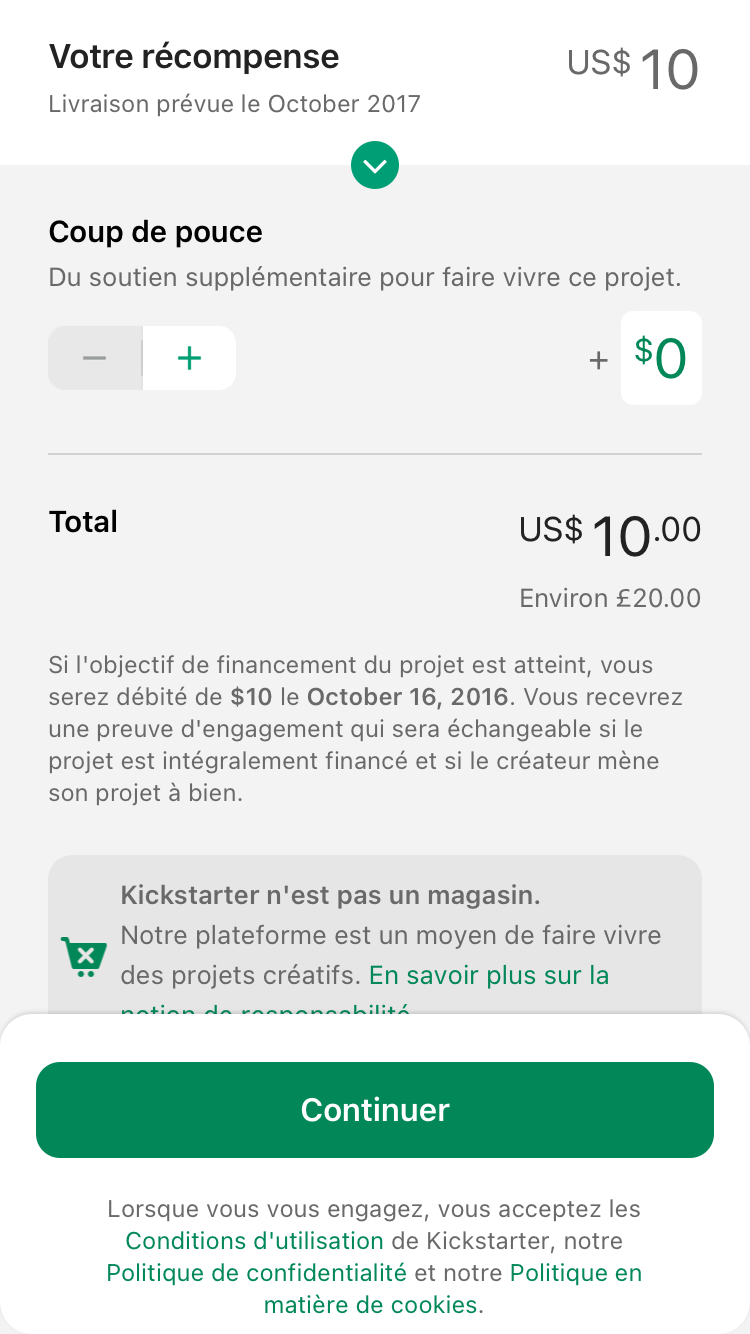 Votre récompense
US$ 10
Livraison prévue le October 2017
Coup de pouce
Du soutien supplémentaire pour faire vivre ce projet.
− +
+ $0
Total
US$ 10.00
Environ £20.00
Si l'objectif de financement du projet est atteint, vous
serez débité de $10 le October 16, 2016. Vous recevrez
une preuve d'engagement qui sera échangeable si le
projet est intégralement financé et si le créateur mène
son projet à bien.
Kickstarter n'est pas un magasin.
Notre plateforme est un moyen de faire vivre
des projets créatifs. En savoir plus sur la
notion de responsabilité
Continuer
Lorsque vous vous engagez, vous acceptez les
Conditions d'utilisation de Kickstarter, notre
Politique de confidentialité et notre Politique en
matière de cookies.